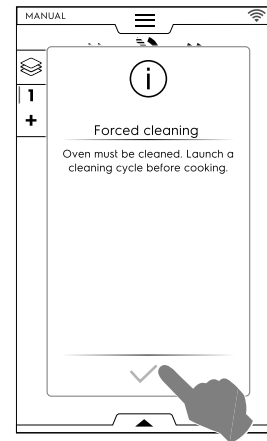 MANUAL
1
+
i
Forced cleaning
Oven must be cleaned. Launch a
cleaning cycle before cooking.